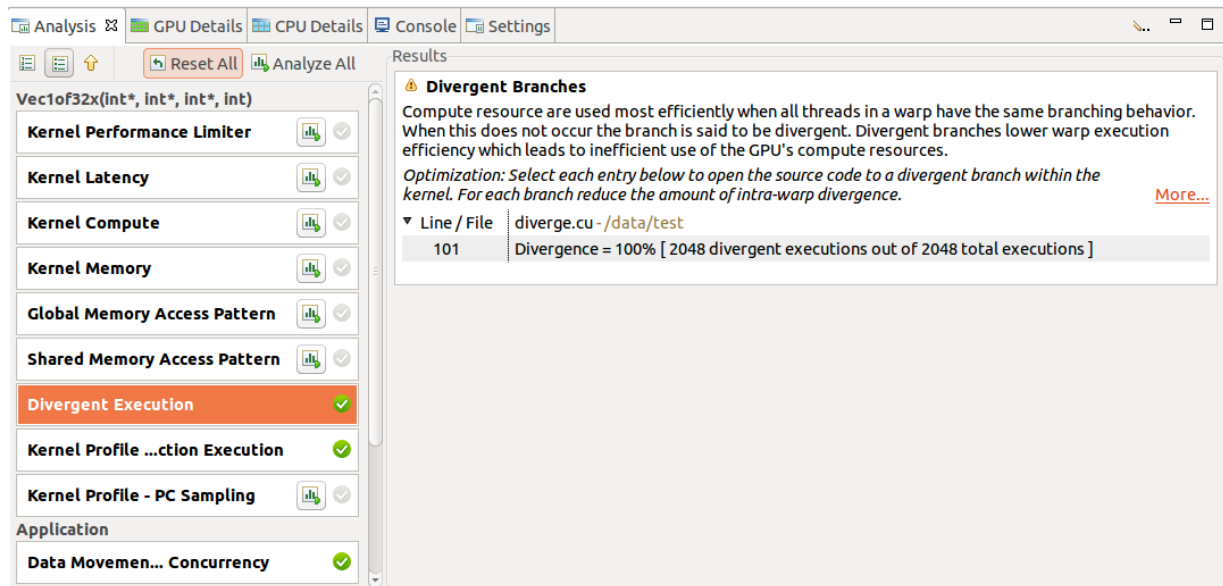 Analysis GPU Details CPU Details Console Settings
Reset All Analyze All
Vec1of32x(int*, int*, int*, int)
Kernel Performance Limiter
Kernel Latency
Kernel Compute
Kernel Memory
Global Memory Access Pattern
Shared Memory Access Pattern
Divergent Execution
Kernel Profile ...ction Execution
Kernel Profile - PC Sampling
Application
Data Movemen... Concurrency
Results
Divergent Branches
Compute resource are used most efficiently when all threads in a warp have the same branching behavior.
When this does not occur the branch is said to be divergent. Divergent branches lower warp execution
efficiency which leads to inefficient use of the GPU's compute resources.
Optimization: Select each entry below to open the source code to a divergent branch within the
kernel. For each branch reduce the amount of intra-warp divergence. More...
Line / File diverge.cu - /data/test
101 Divergence = 100% [ 2048 divergent executions out of 2048 total executions ]